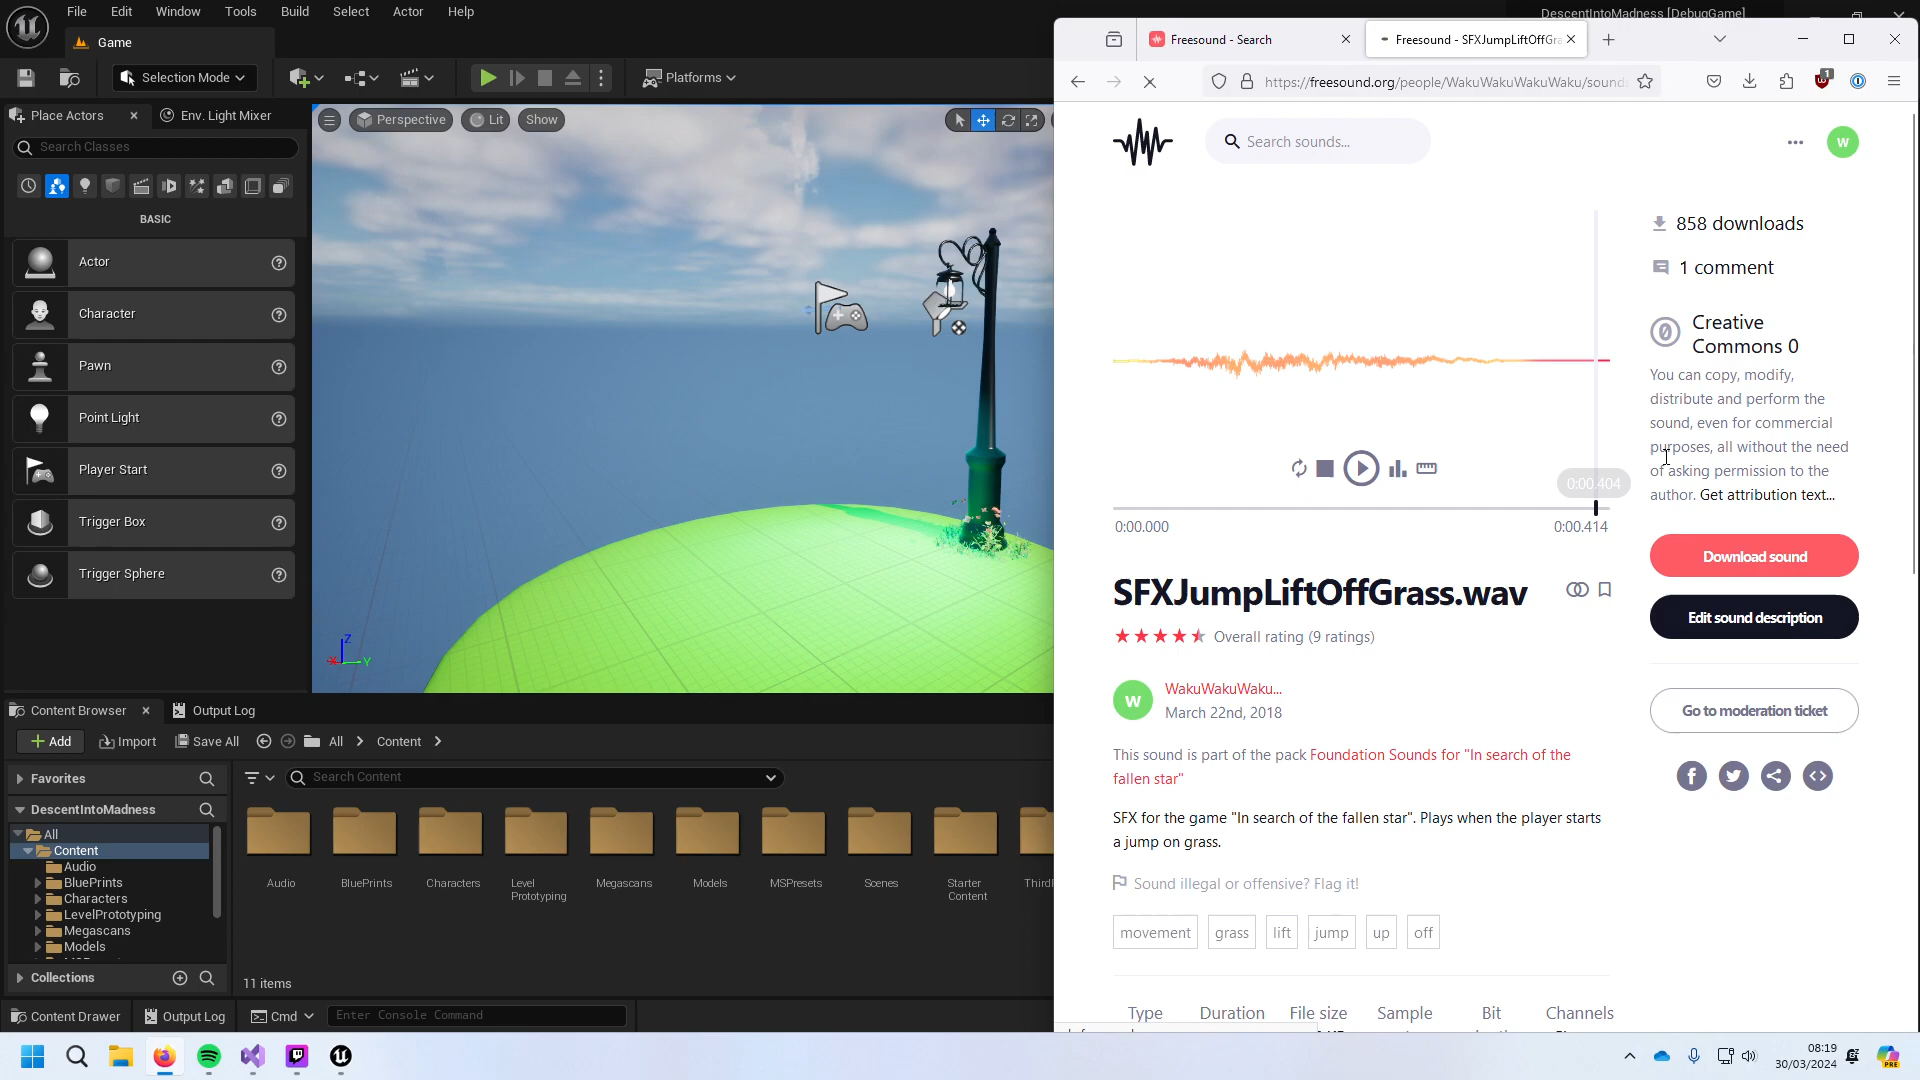 File Edit Window Tools Build Select Actor Help
DescentIntoMadness [DebugGame]
Game
Selection Mode
Platforms
Place Actors
Env. Light Mixer
Search Classes
BASIC
Actor
Character
Pawn
Point Light
Player Start
Trigger Box
Trigger Sphere
Perspective
Lit
Show
Content Browser
Output Log
Add
Import
Save All
All
Content
Favorites
Search Content
DescentIntoMadness
All
Content
Audio
BluePrints
Characters
LevelPrototyping
Megascans
Models
Collections
Audio
BluePrints
Characters
Level
Prototyping
Megascans
Models
MSPresets
Scenes
Starter
Content
11 items
Content Drawer
Output Log
Cmd
Enter Console Command
Freesound - Search
Freesound - SFXJumpLiftOffGra
https://freesound.org/people/WakuWakuWakuWaku/sound
1
Search sounds...
W
858 downloads
1 comment
Creative
Commons 0
You can copy, modify,
distribute and perform the
sound, even for commercial
purposes, all without the need
of asking permission to the
author. Get attribution text...
0:00.404
0:00.000
0:00.414
Download sound
Edit sound description
Go to moderation ticket
SFXJumpLiftOffGrass.wav
Overall rating (9 ratings)
W
WakuWakuWaku...
March 22nd, 2018
This sound is part of the pack Foundation Sounds for "In search of the
fallen star"
SFX for the game "In search of the fallen star". Plays when the player starts
a jump on grass.
Sound illegal or offensive? Flag it!
movement grass lift jump up off
Type Duration File size Sample Bit Channels
08:19
30/03/2024